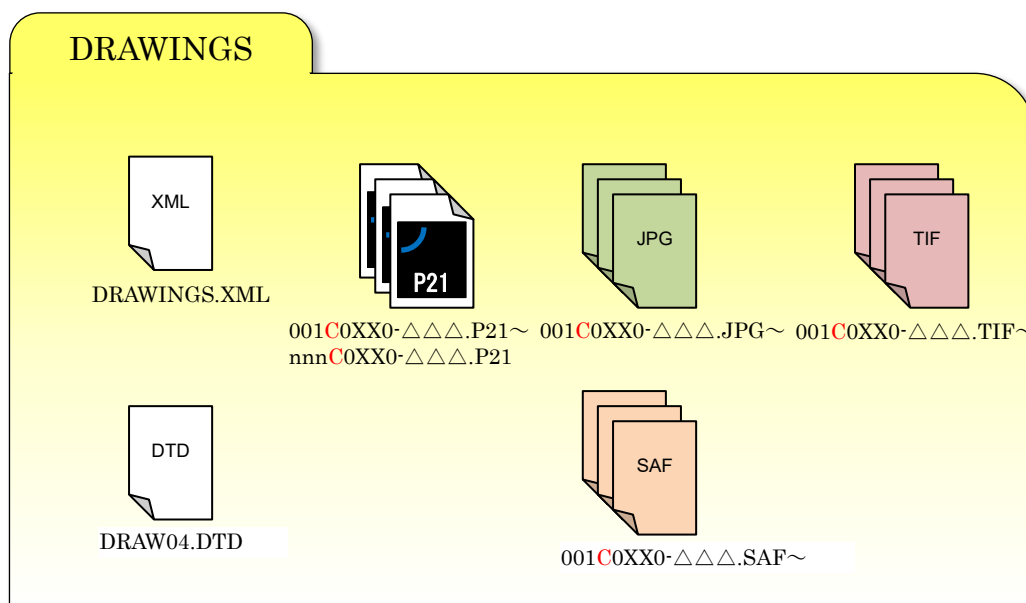 DRAWINGS
XML
DRAWINGS.XML
P21
001C0XX0-△△△.P21～
nnnC0XX0-△△△.P21
JPG
001C0XX0-△△△.JPG～
TIF
001C0XX0-△△△.TIF～
DTD
DRAW04.DTD
SAF
001C0XX0-△△△.SAF～